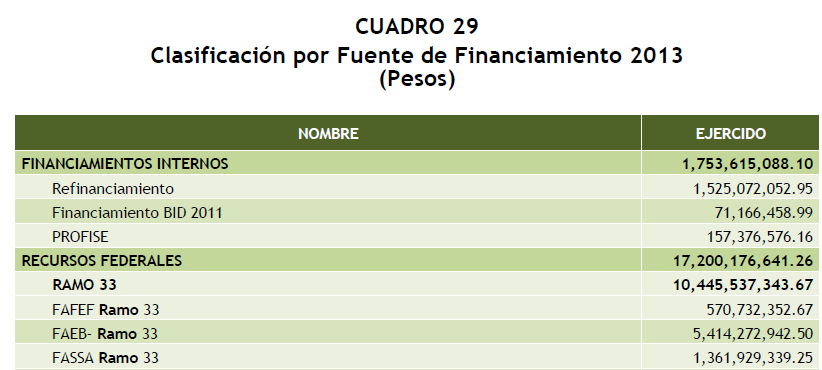 CUADRO 29
Clasificación por Fuente de Financiamiento 2013
(Pesos)
NOMBRE EJERCIDO
FINANCIAMIENTOS INTERNOS 1,753,615,088.10
Refinanciamiento 1,525,072,052.95
Financiamiento BID 2011 71,166,458.99
PROFISE 157,376,576.16
RECURSOS FEDERALES 17,200,176,641.26
RAMO 33 10,445,537,343.67
FAFEF Ramo 33 570,732,352.67
FAEB- Ramo 33 5,414,272,942.50
FASSA Ramo 33 1,361,929,339.25